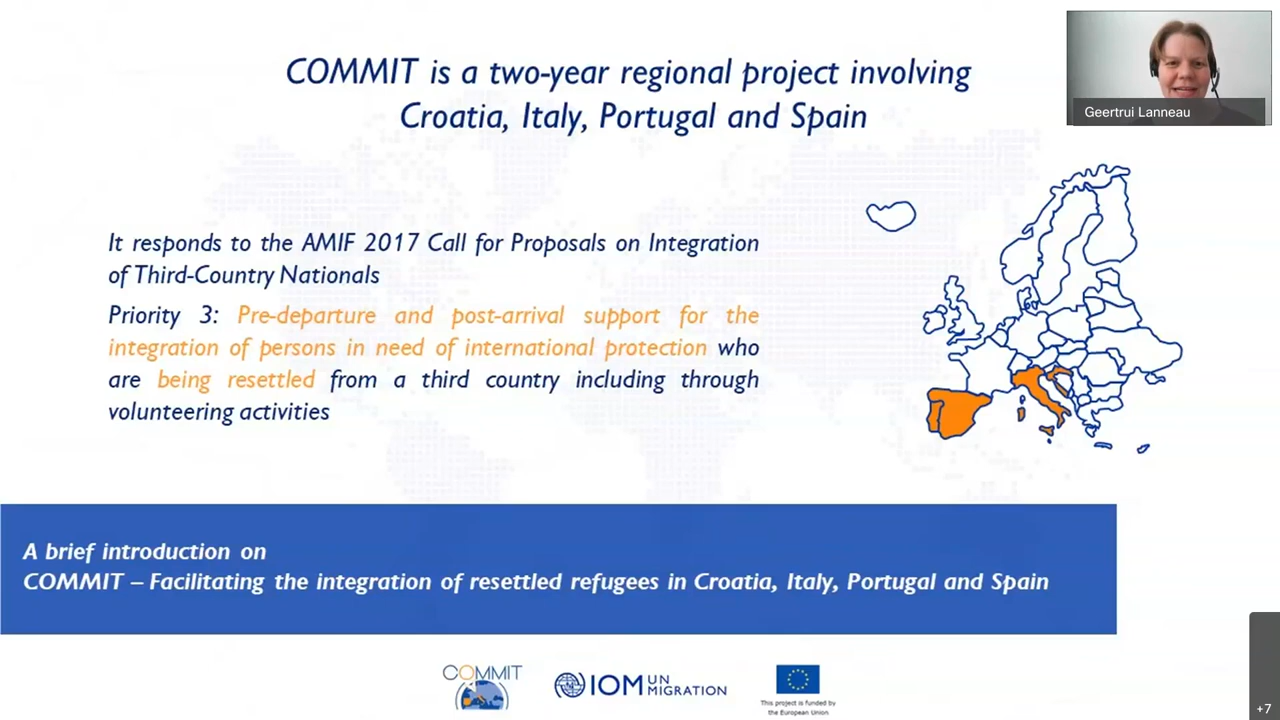 COMMIT is a two-year regional project involving
Croatia, Italy, Portugal and Spain
Geertrui Lanneau
It responds to the AMIF 2017 Call for Proposals on Integration
of Third-Country Nationals
Priority 3: Pre-departure and post-arrival support for the
integration of persons in need of international protection who
are being resettled from a third country including through
volunteering activities
A brief introduction on
COMMIT – Facilitating the integration of resettled refugees in Croatia, Italy, Portugal and Spain
COMMIT
IOM UN
MIGRATION
This project is funded by
the European Union
+7